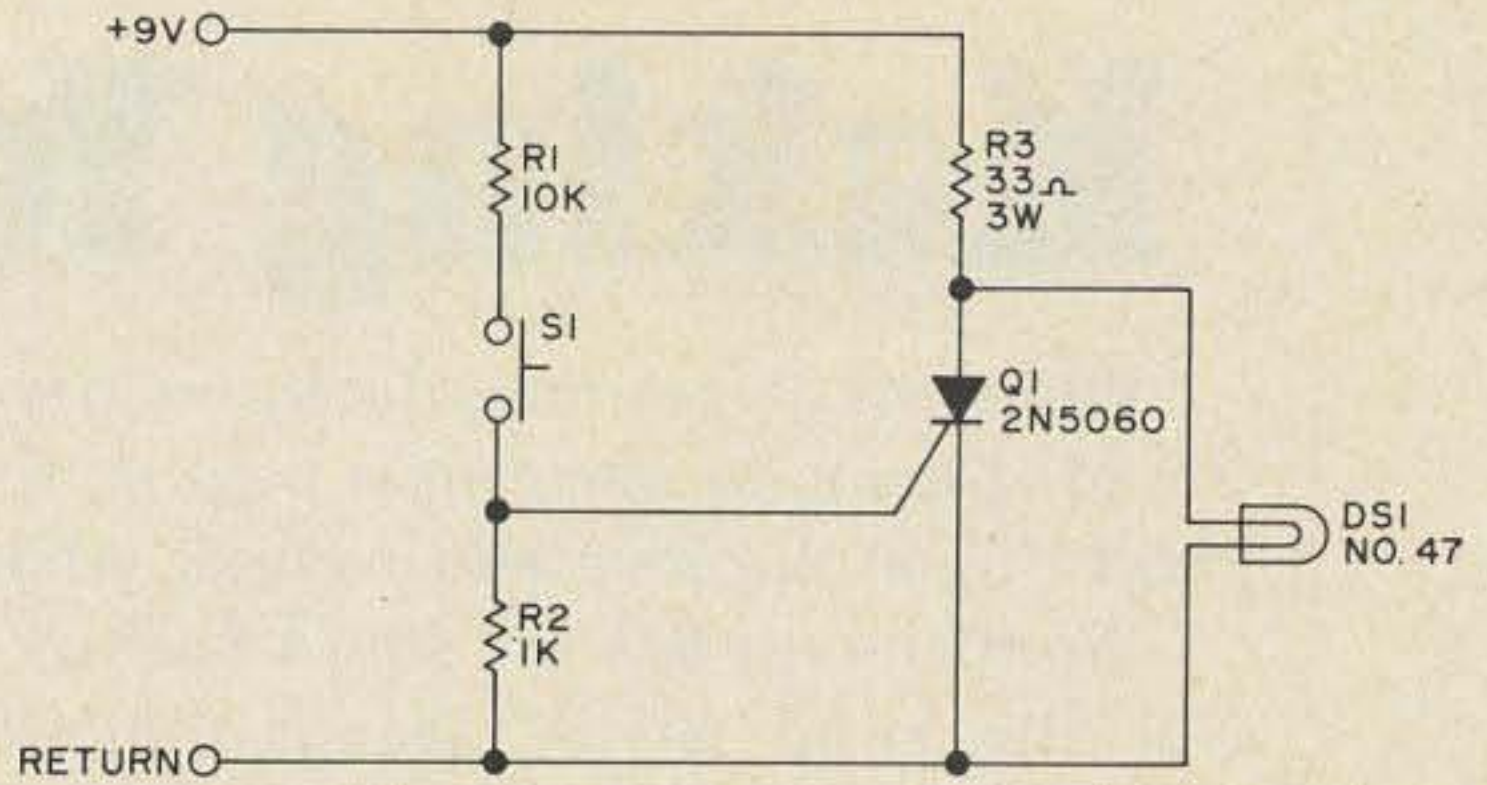 +9V
R1
10K
R3
33Ω
3W
S1
Q1
2N5060
DS1
NO. 47
R2
1K
RETURN